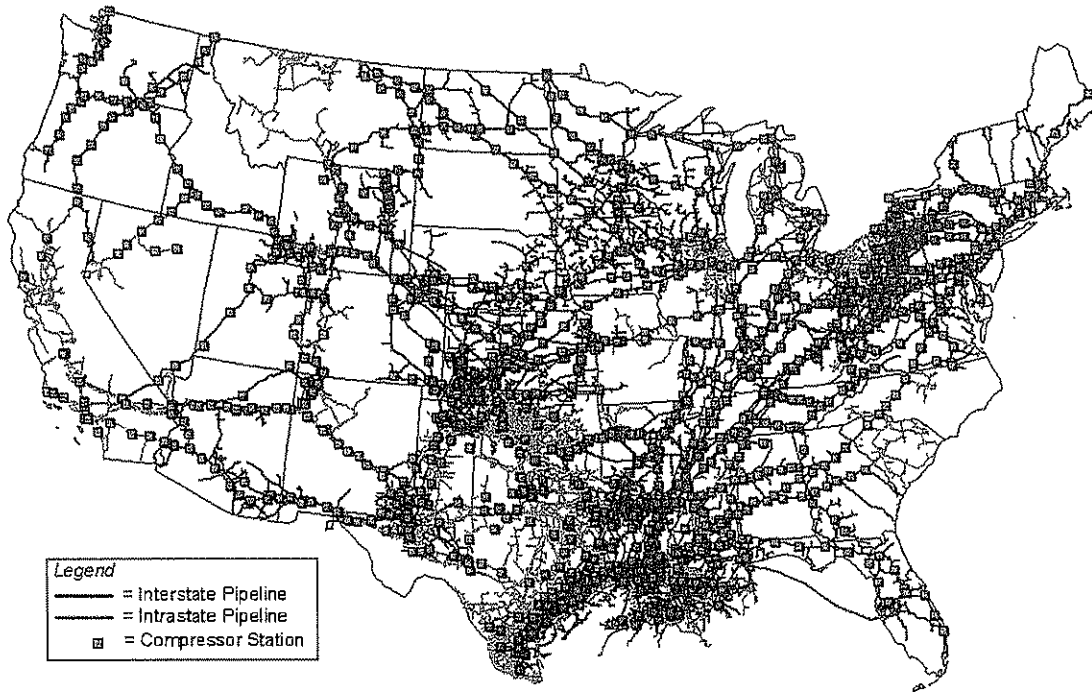 Legend
= Interstate Pipeline
= Intrastate Pipeline
= Compressor Station